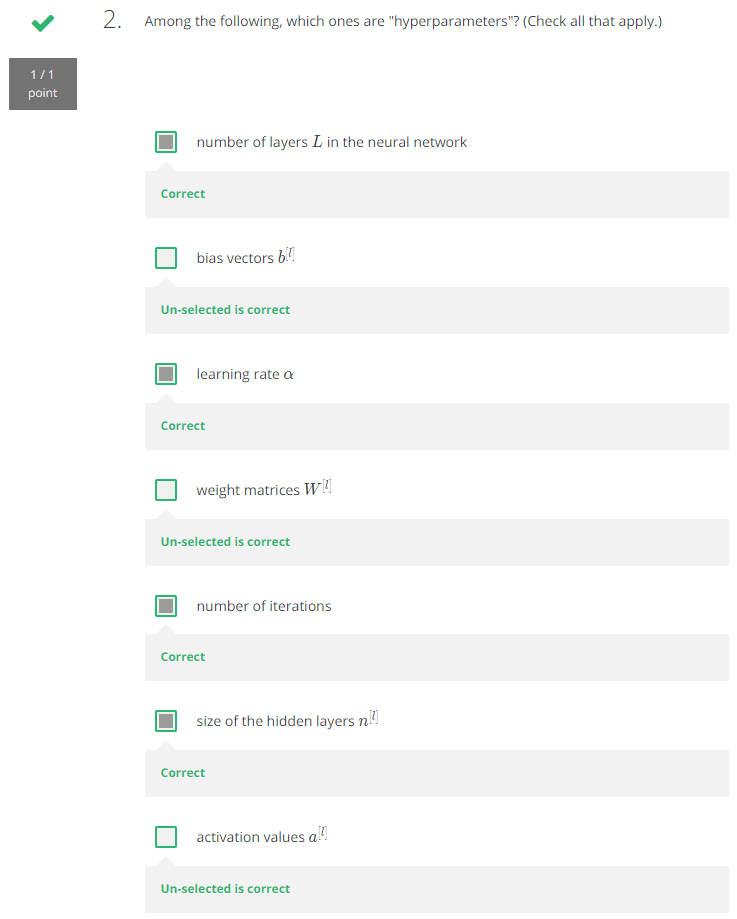 2. Among the following, which ones are "hyperparameters"? (Check all that apply.)
1 / 1
point
number of layers L in the neural network
Correct
bias vectors b^[l]
Un-selected is correct
learning rate α
Correct
weight matrices W^[l]
Un-selected is correct
number of iterations
Correct
size of the hidden layers n^[l]
Correct
activation values a^[l]
Un-selected is correct